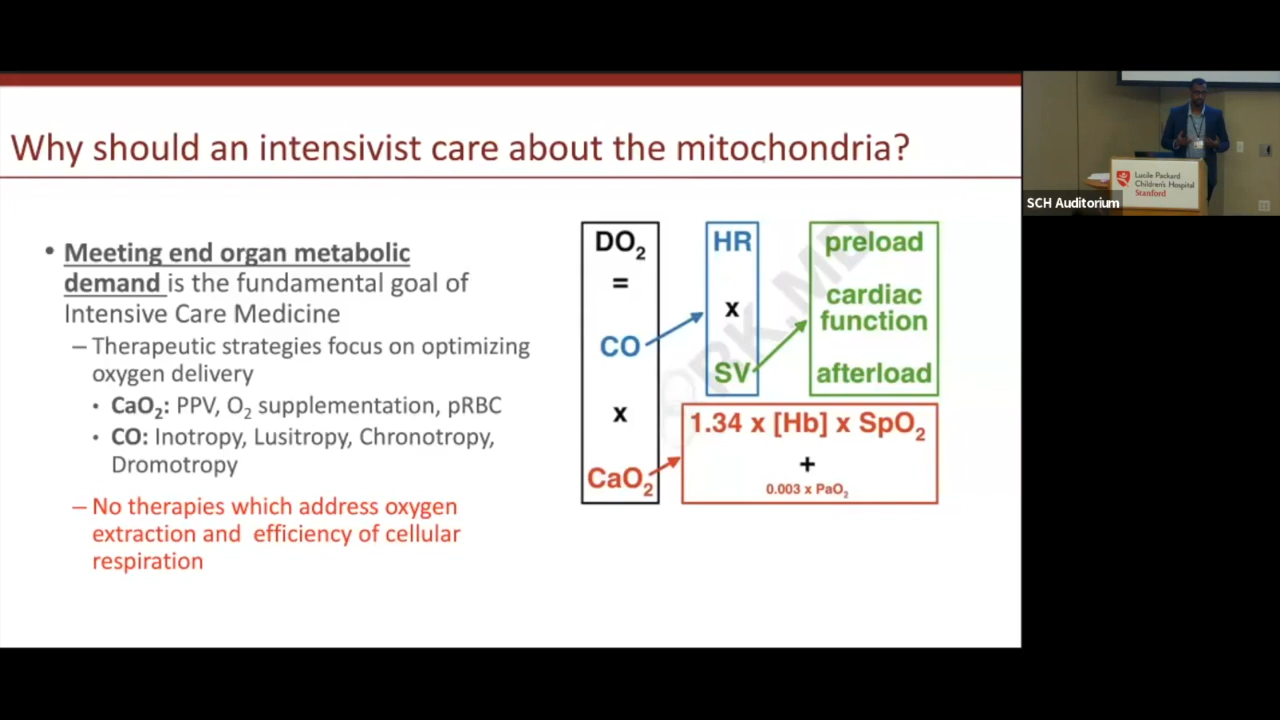 Why should an intensivist care about the mitochondria?
• Meeting end organ metabolic
demand is the fundamental goal of
Intensive Care Medicine
– Therapeutic strategies focus on optimizing
oxygen delivery
• CaO₂: PPV, O₂ supplementation, pRBC
• CO: Inotropy, Lusitropy, Chronotropy,
Dromotropy
– No therapies which address oxygen
extraction and efficiency of cellular
respiration
DO₂
=
CO
x
CaO₂
HR
x
SV
preload
cardiac
function
afterload
1.34 x [Hb] x SpO₂
+
0.003 x PaO₂
Lucile Packard
Children's Hospital
Stanford
SCH Auditorium